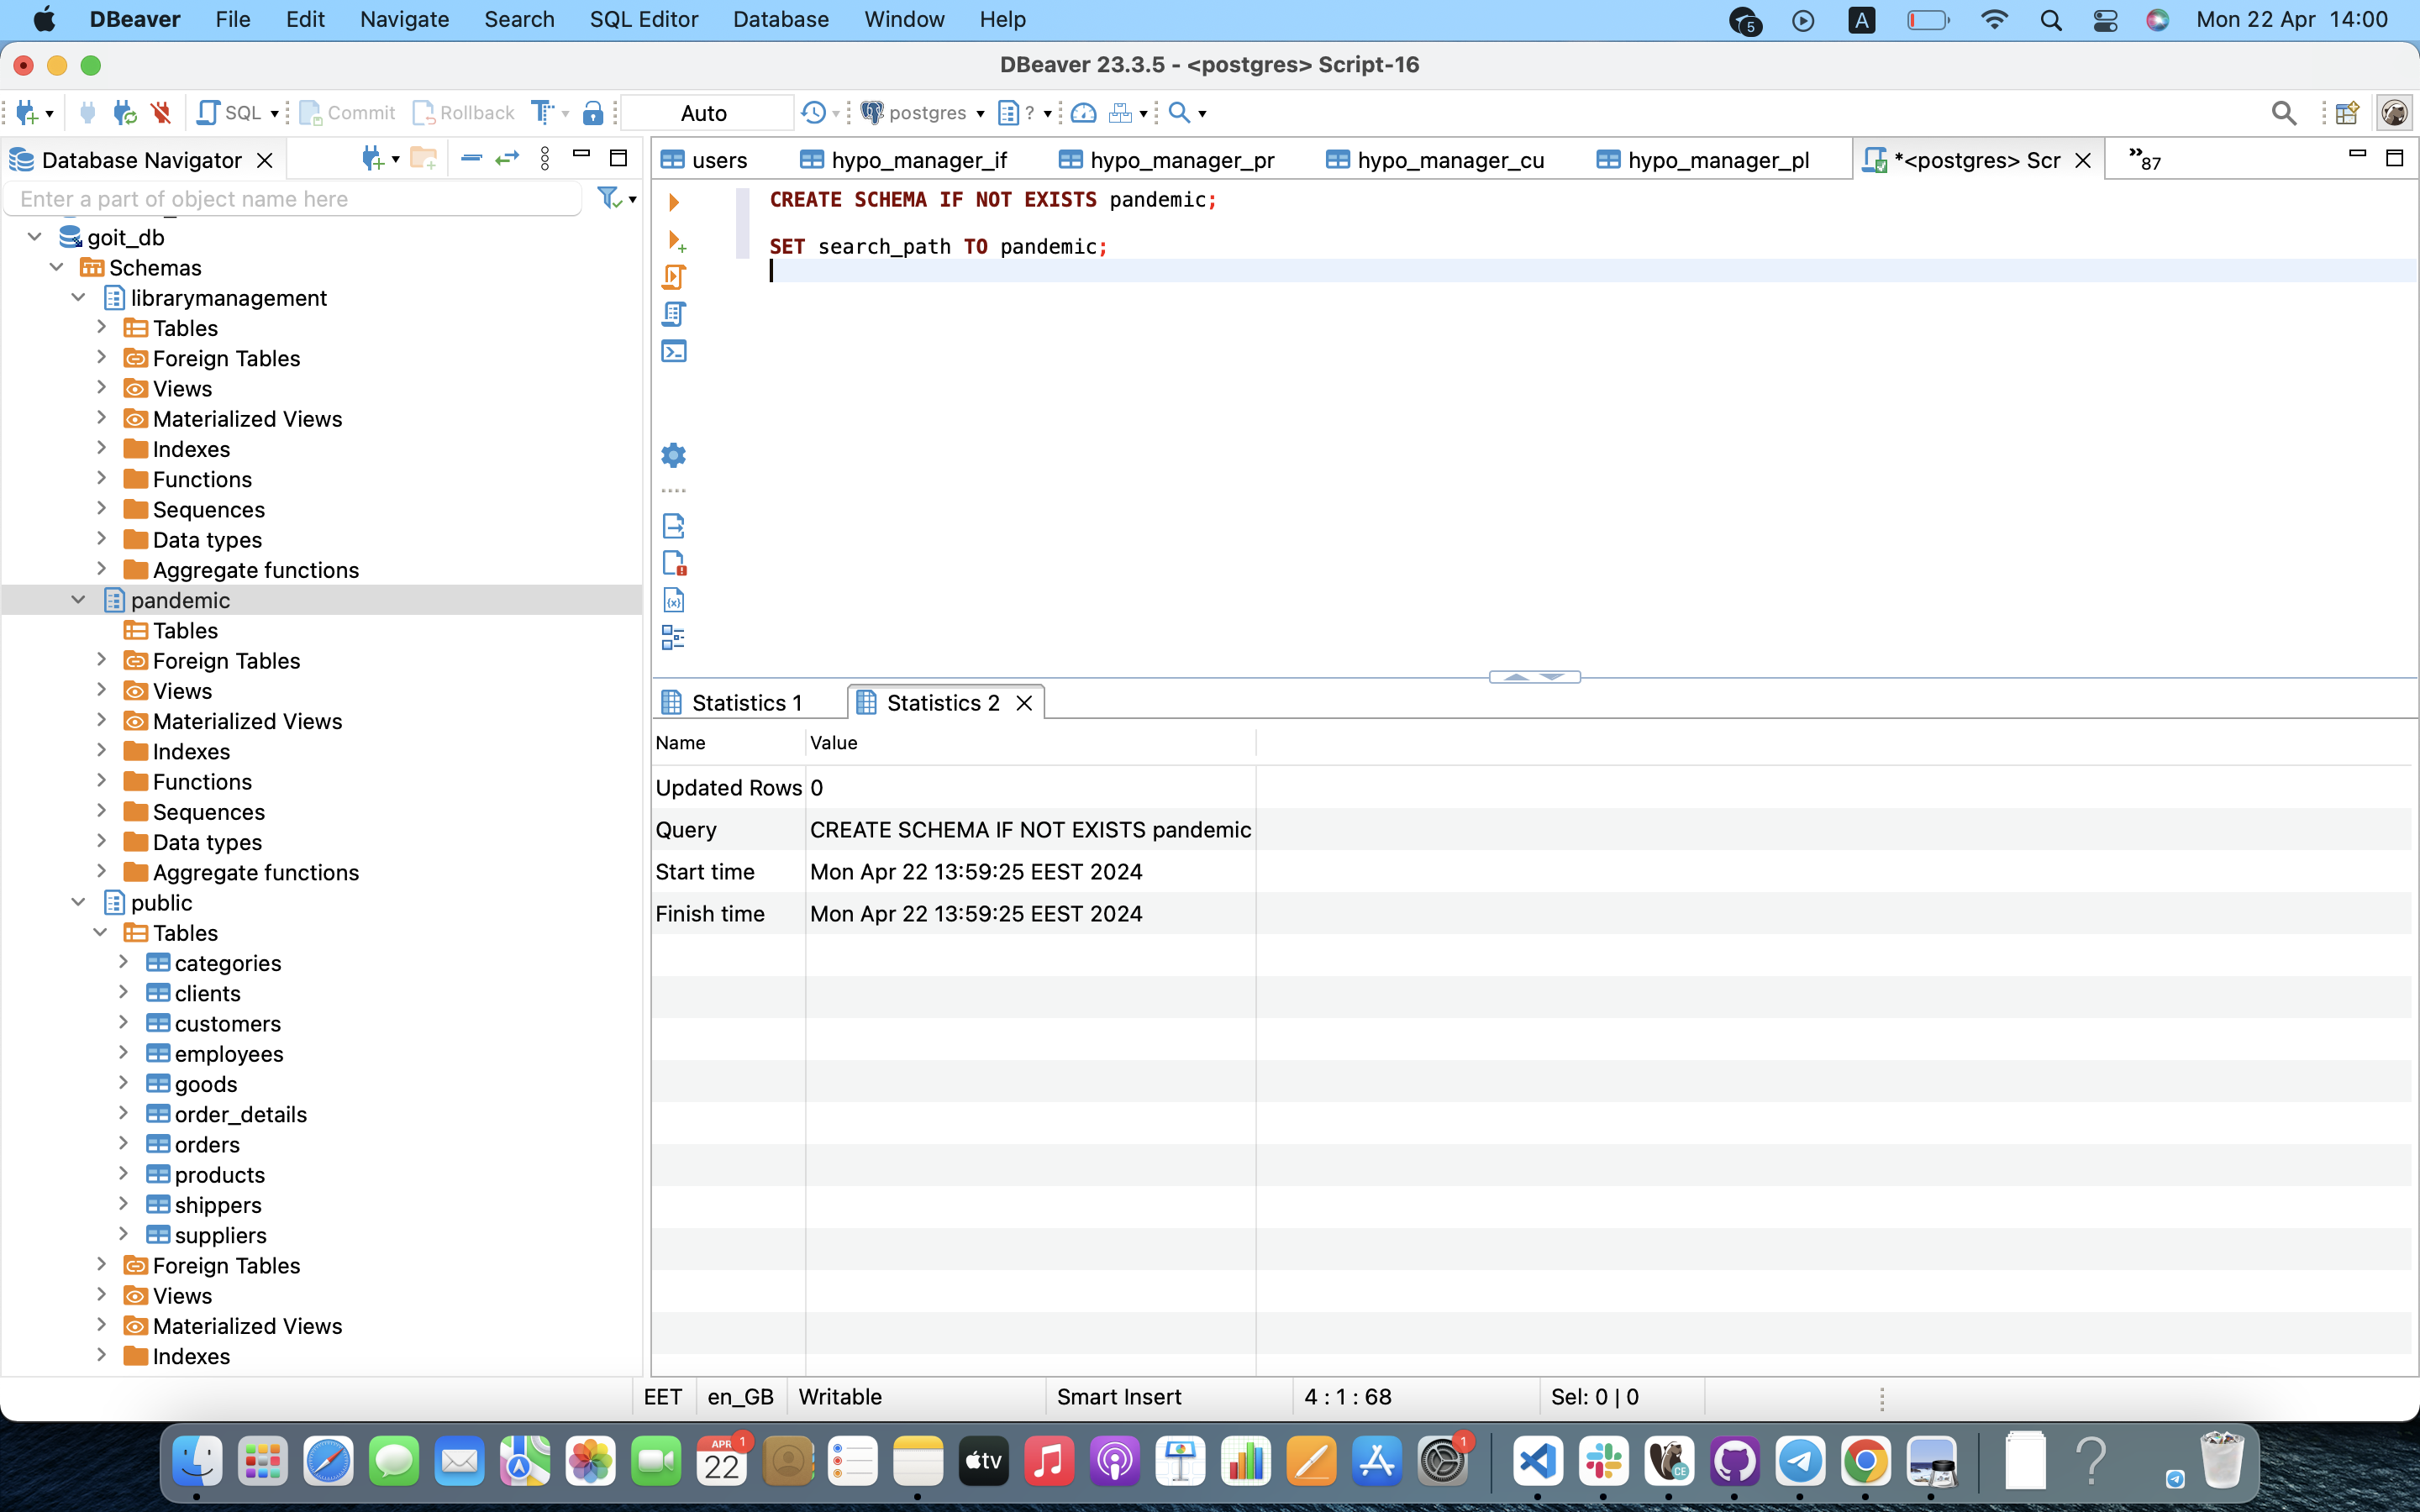 DBeaver File Edit Navigate Search SQL Editor Database Window Help 5 A Mon 22 Apr 14:00
DBeaver 23.3.5 - <postgres> Script-16
SQL Commit Rollback Auto postgres ?
Database Navigator
Enter a part of object name here
goit_db
Schemas
librarymanagement
Tables
Foreign Tables
Views
Materialized Views
Indexes
Functions
Sequences
Data types
Aggregate functions
pandemic
Tables
Foreign Tables
Views
Materialized Views
Indexes
Functions
Sequences
Data types
Aggregate functions
public
Tables
categories
clients
customers
employees
goods
order_details
orders
products
shippers
suppliers
Foreign Tables
Views
Materialized Views
Indexes
users hypo_manager_if hypo_manager_pr hypo_manager_cu hypo_manager_pl *<postgres> Scr »87
CREATE SCHEMA IF NOT EXISTS pandemic;
SET search_path TO pandemic;
Statistics 1 Statistics 2
Name Value
Updated Rows 0
Query CREATE SCHEMA IF NOT EXISTS pandemic
Start time Mon Apr 22 13:59:25 EEST 2024
Finish time Mon Apr 22 13:59:25 EEST 2024
EET en_GB Writable Smart Insert 4 : 1 : 68 Sel: 0 | 0
APR 22 1 tv 1 CE ?